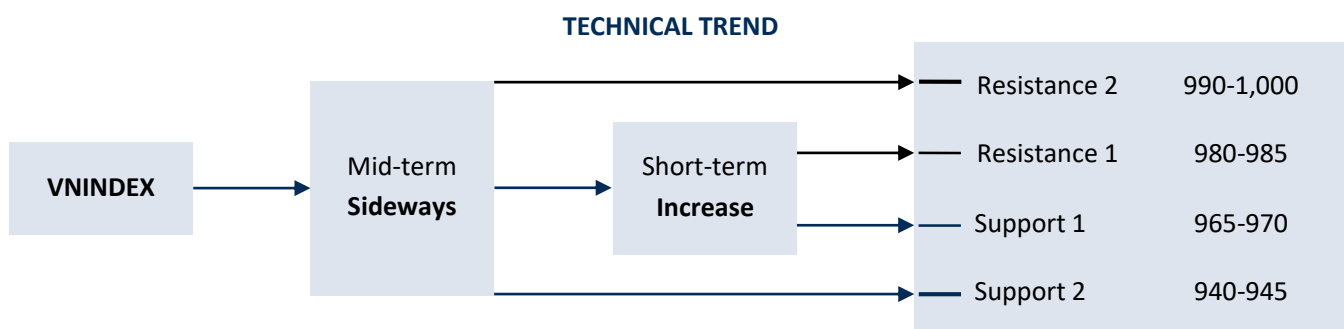 TECHNICAL TREND
VNINDEX
Mid-term
Sideways
Short-term
Increase
Resistance 2 990-1,000
Resistance 1 980-985
Support 1 965-970
Support 2 940-945